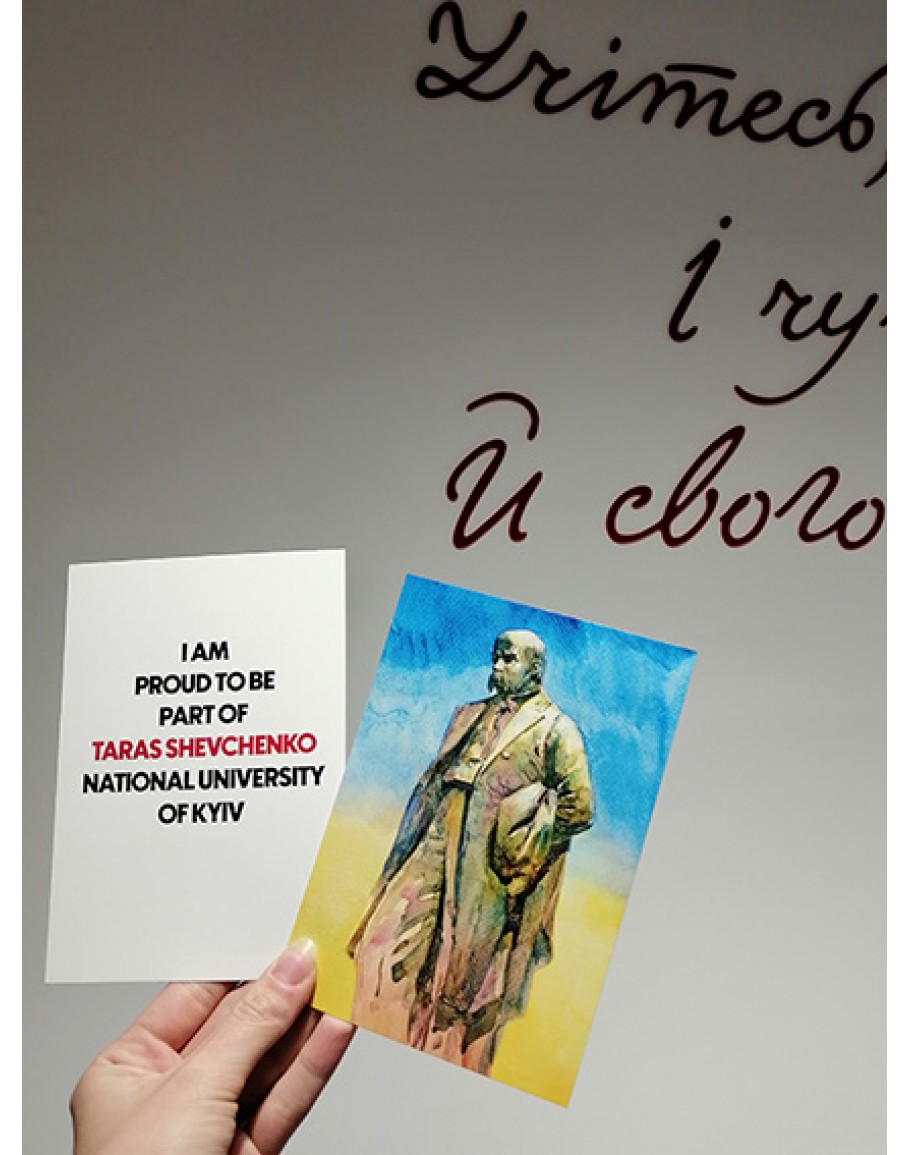 Учітесь,
і чу
Й свого
I AM
PROUD TO BE
PART OF
TARAS SHEVCHENKO
NATIONAL UNIVERSITY
OF KYIV